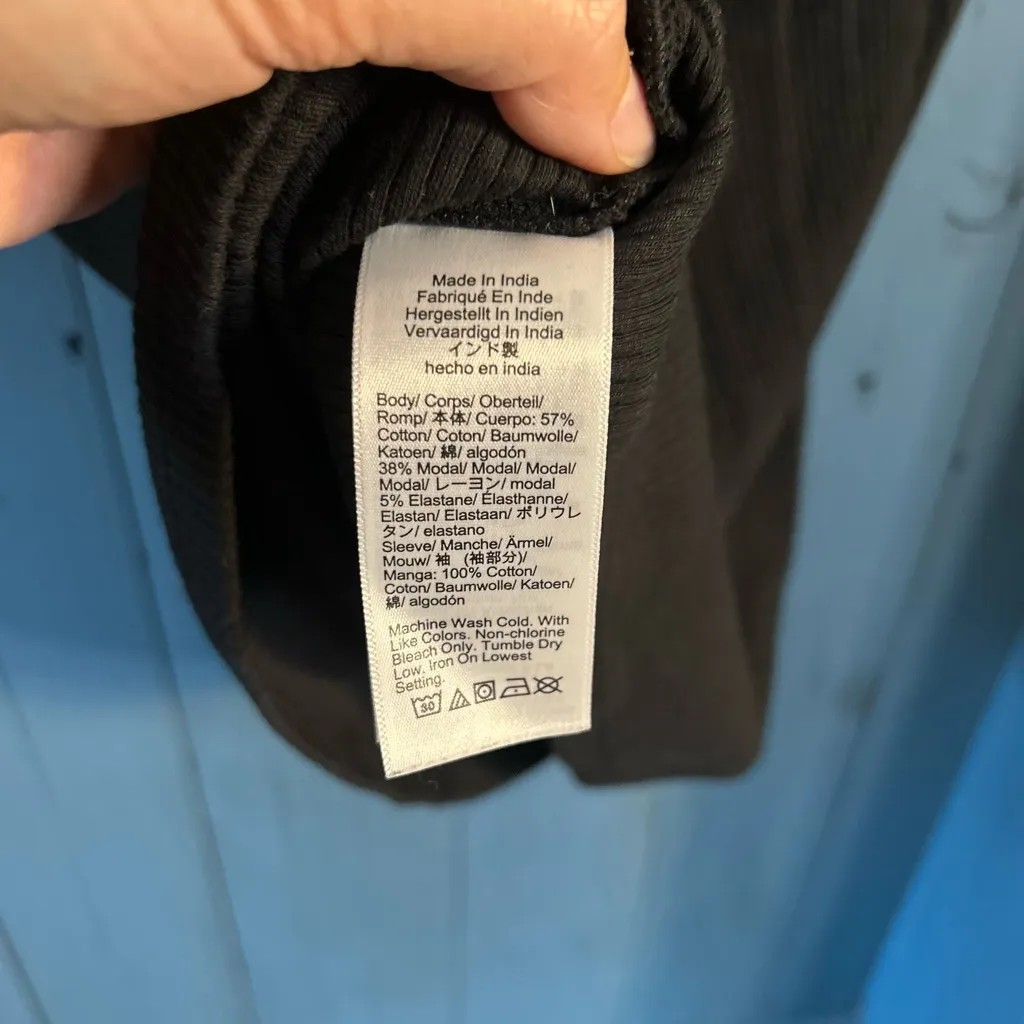 Made In India
Fabriqué En Inde
Hergestellt In Indien
Vervaardigd In India
インド製
hecho en india
Body/ Corps/ Oberteil/
Romp/ 本体/ Cuerpo: 57%
Cotton/ Coton/ Baumwolle/
Katoen/ 綿/ algodón
38% Modal/ Modal/ Modal/
Modal/ レーヨン/ modal
5% Elastane/ Élasthanne/
Elastan/ Elastaan/ ポリウレ
タン/ elastano
Sleeve/ Manche/ Ärmel/
Mouw/ 袖 (袖部分)/
Manga: 100% Cotton/
Coton/ Baumwolle/ Katoen/
綿/ algodón
Machine Wash Cold. With
Like Colors. Non-chlorine
Bleach Only. Tumble Dry
Low. Iron On Lowest
Setting.
30